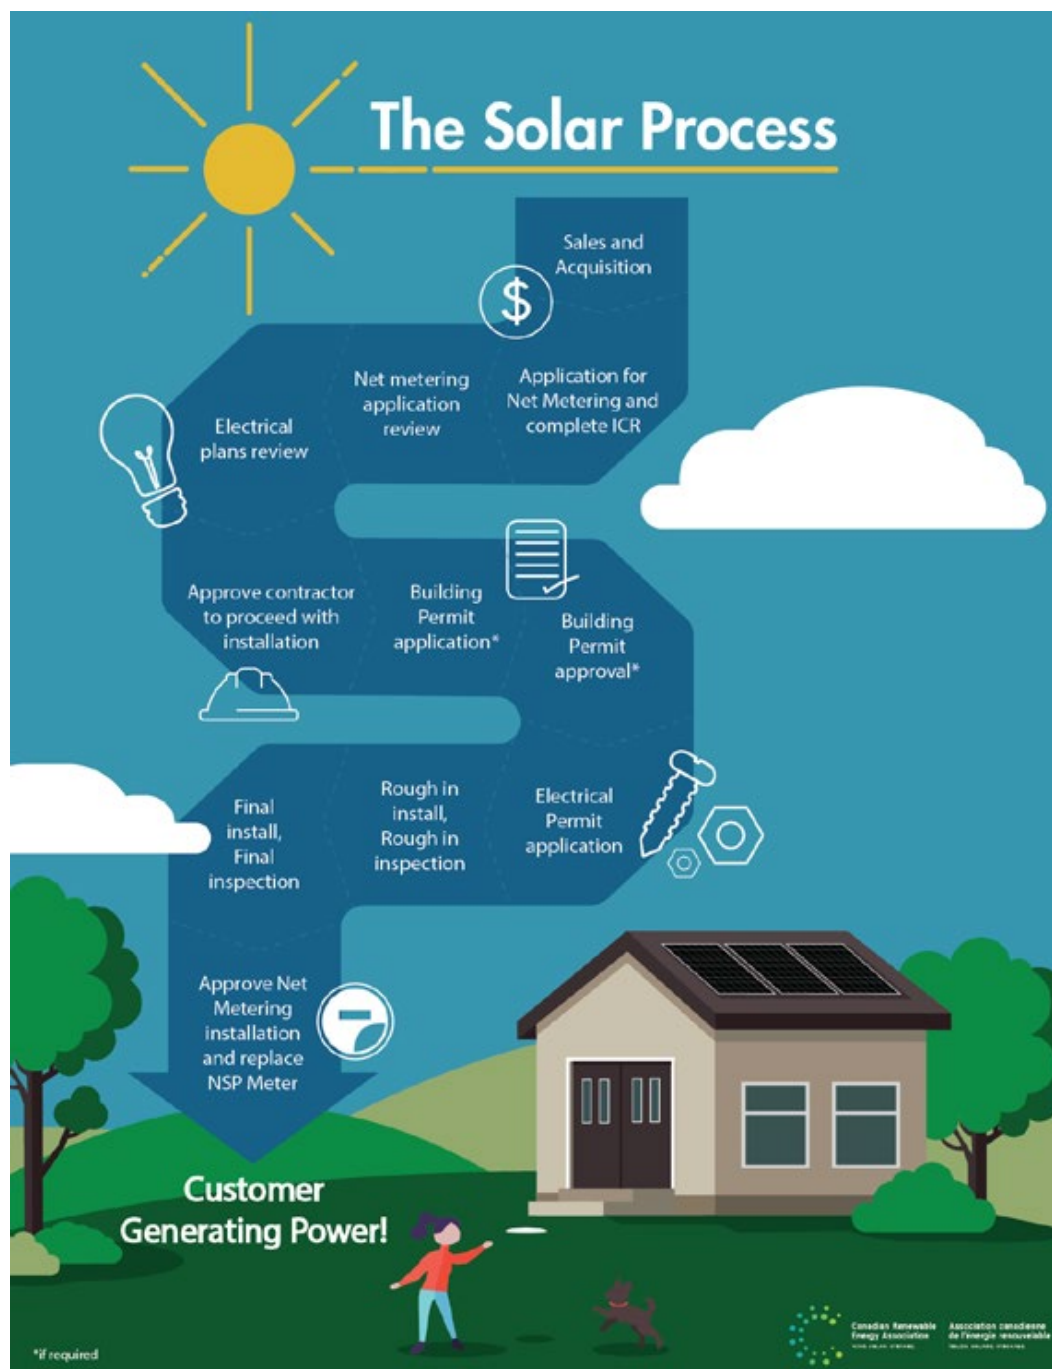 The Solar Process
Sales and
Acquisition
$
Application for
Net Metering and
complete ICR
Net metering
application
review
Electrical
plans review
Approve contractor
to proceed with
installation
Building
Permit
application*
Building
Permit
approval*
Electrical
Permit
application
Rough in
install,
Rough in
inspection
Final
install,
Final
inspection
Approve Net
Metering
installation
and replace
NSP Meter
Customer
Generating Power!
*if required
Canadian Renewable
Energy Association
Association canadienne
de l'énergie renouvelable